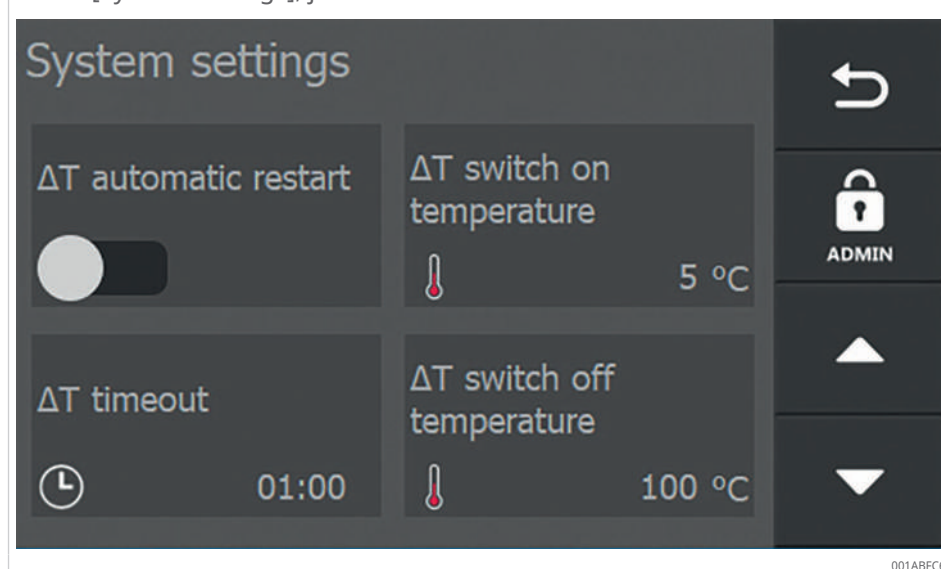 System settings
ΔT automatic restart
ΔT switch on
temperature
5 °C
ADMIN
ΔT timeout
01:00
ΔT switch off
temperature
100 °C